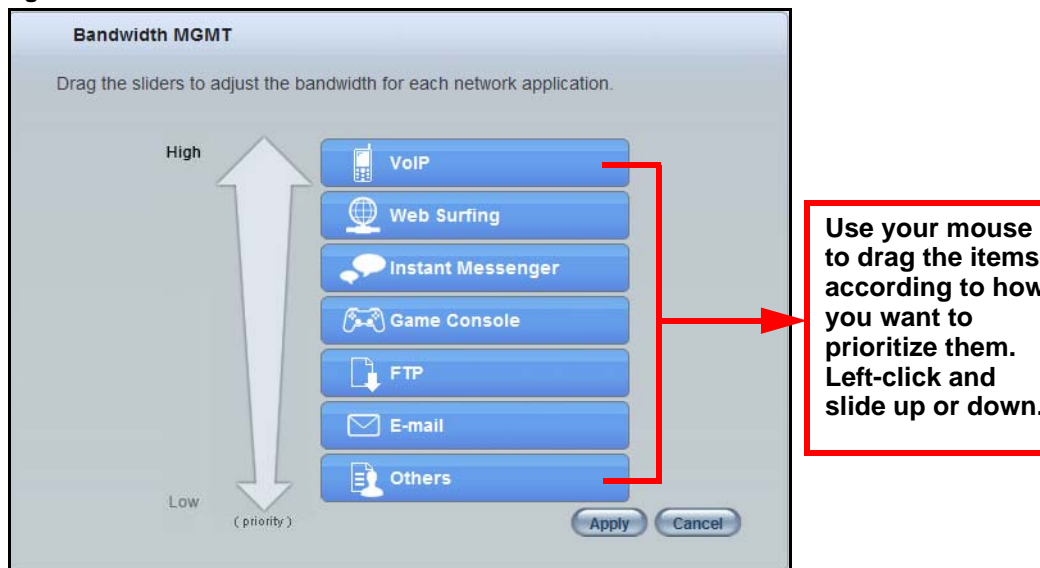 Bandwidth MGMT
Drag the sliders to adjust the bandwidth for each network application.
High
VoIP
Web Surfing
Instant Messenger
Game Console
FTP
E-mail
Others
Low
( priority )
Apply
Cancel
Use your mouse
to drag the items
according to how
you want to
prioritize them.
Left-click and
slide up or down.